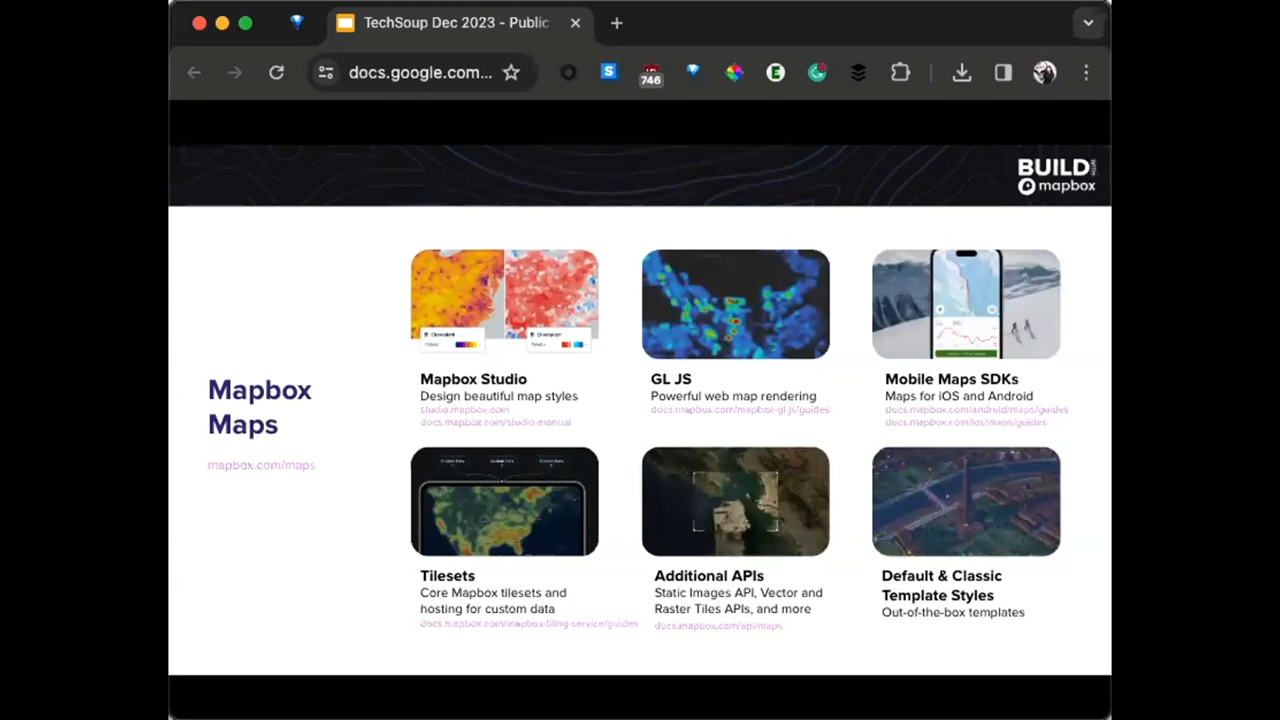 TechSoup Dec 2023 - Public
docs.google.com...
746
BUILD
mapbox
Mapbox
Maps
mapbox.com/maps
Mapbox Studio
Design beautiful map styles
studio.mapbox.com
docs.mapbox.com/studio-manual
GL JS
Powerful web map rendering
docs.mapbox.com/mapbox-gl-js/guides
Mobile Maps SDKs
Maps for iOS and Android
docs.mapbox.com/android/maps/guides
docs.mapbox.com/ios/maps/guides
Tilesets
Core Mapbox tilesets and
hosting for custom data
docs.mapbox.com/mapbox-tiling-service/guides
Additional APIs
Static Images API, Vector and
Raster Tiles APIs, and more
docs.mapbox.com/api/maps
Default & Classic
Template Styles
Out-of-the-box templates